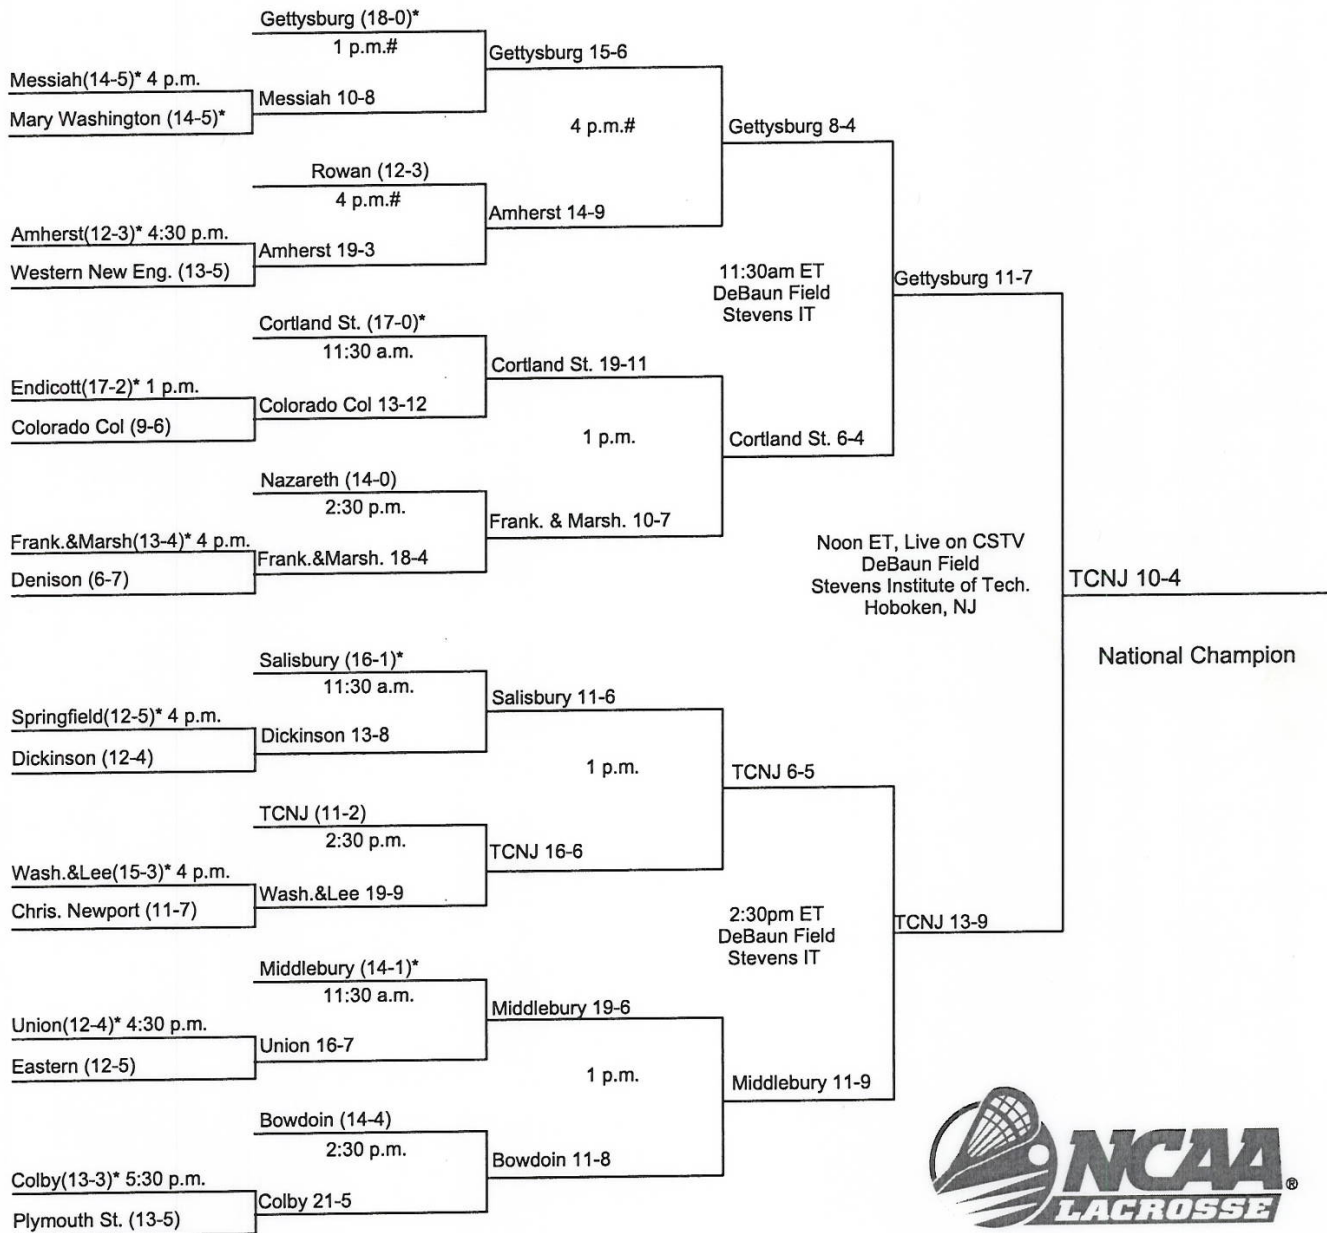 Gettysburg (18-0)*
1 p.m.#
Gettysburg 15-6
Messiah(14-5)* 4 p.m.
Messiah 10-8
Mary Washington (14-5)*
4 p.m.#
Gettysburg 8-4
Rowan (12-3)
4 p.m.#
Amherst 14-9
Amherst(12-3)* 4:30 p.m.
Amherst 19-3
Western New Eng. (13-5)
11:30am ET
DeBaun Field
Stevens IT
Gettysburg 11-7
Cortland St. (17-0)*
11:30 a.m.
Cortland St. 19-11
Endicott(17-2)* 1 p.m.
Colorado Col 13-12
Colorado Col (9-6)
1 p.m.
Cortland St. 6-4
Nazareth (14-0)
2:30 p.m.
Frank. & Marsh. 10-7
Frank.&Marsh(13-4)* 4 p.m.
Frank.&Marsh. 18-4
Denison (6-7)
Noon ET, Live on CSTV
DeBaun Field
Stevens Institute of Tech.
Hoboken, NJ
TCNJ 10-4
National Champion
Salisbury (16-1)*
11:30 a.m.
Salisbury 11-6
Springfield(12-5)* 4 p.m.
Dickinson 13-8
Dickinson (12-4)
1 p.m.
TCNJ 6-5
TCNJ (11-2)
2:30 p.m.
TCNJ 16-6
Wash.&Lee(15-3)* 4 p.m.
Wash.&Lee 19-9
Chris. Newport (11-7)
2:30pm ET
DeBaun Field
Stevens IT
TCNJ 13-9
Middlebury (14-1)*
11:30 a.m.
Middlebury 19-6
Union(12-4)* 4:30 p.m.
Union 16-7
Eastern (12-5)
1 p.m.
Middlebury 11-9
Bowdoin (14-4)
2:30 p.m.
Bowdoin 11-8
Colby(13-3)* 5:30 p.m.
Colby 21-5
Plymouth St. (13-5)
NCAA®
LACROSSE